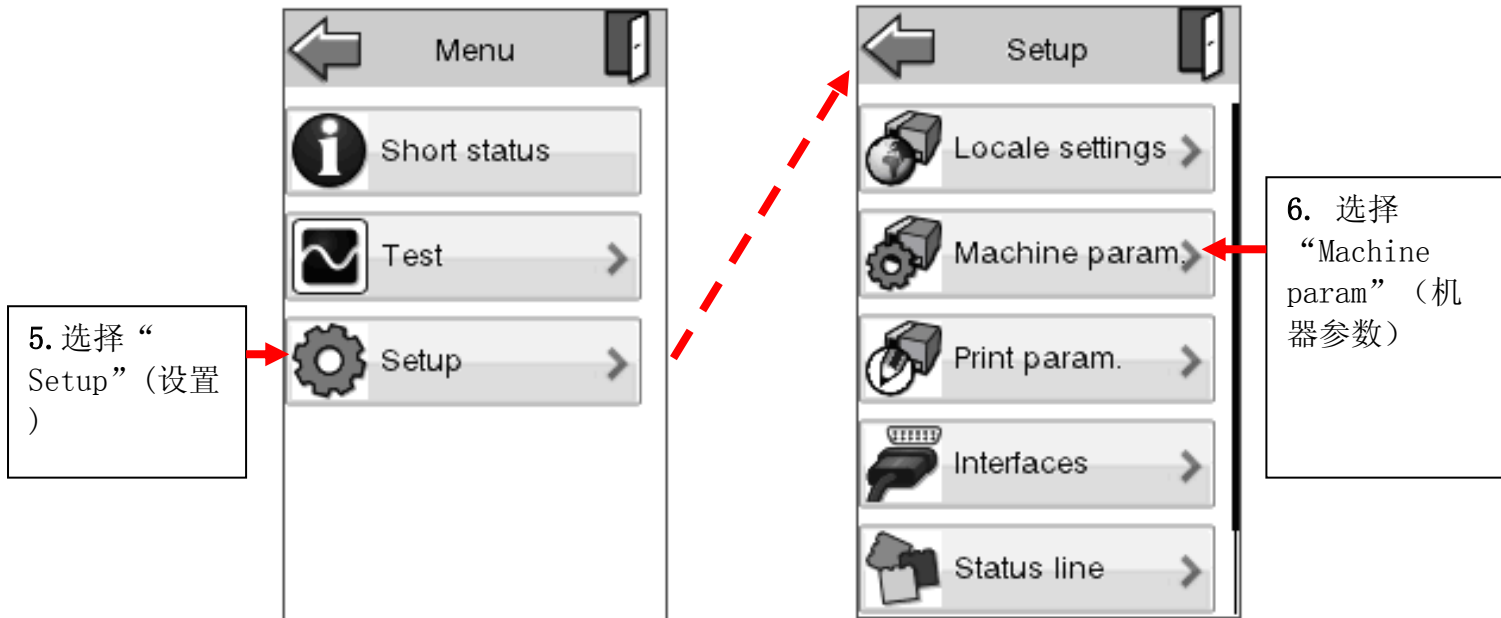 Menu
Short status
Test
Setup
5. 选择“
Setup”(设置
)
Setup
Locale settings
Machine param.
Print param.
Interfaces
Status line
6. 选择
“Machine
param”（机
器参数）